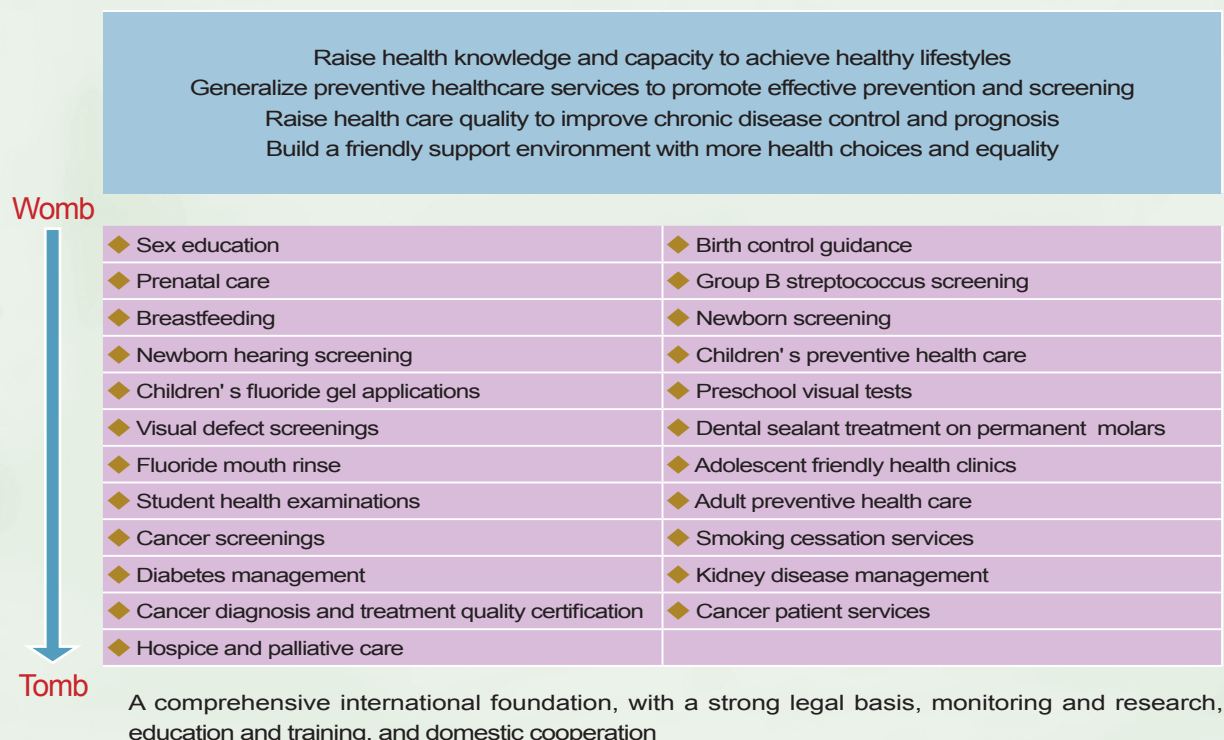 Raise health knowledge and capacity to achieve healthy lifestyles
Generalize preventive healthcare services to promote effective prevention and screening
Raise health care quality to improve chronic disease control and prognosis
Build a friendly support environment with more health choices and equality
Womb
Sex education
Birth control guidance
Prenatal care
Group B streptococcus screening
Breastfeeding
Newborn screening
Newborn hearing screening
Children' s preventive health care
Children' s fluoride gel applications
Preschool visual tests
Visual defect screenings
Dental sealant treatment on permanent molars
Fluoride mouth rinse
Adolescent friendly health clinics
Student health examinations
Adult preventive health care
Cancer screenings
Smoking cessation services
Diabetes management
Kidney disease management
Cancer diagnosis and treatment quality certification
Cancer patient services
Hospice and palliative care
Tomb
A comprehensive international foundation, with a strong legal basis, monitoring and research,
education and training, and domestic cooperation